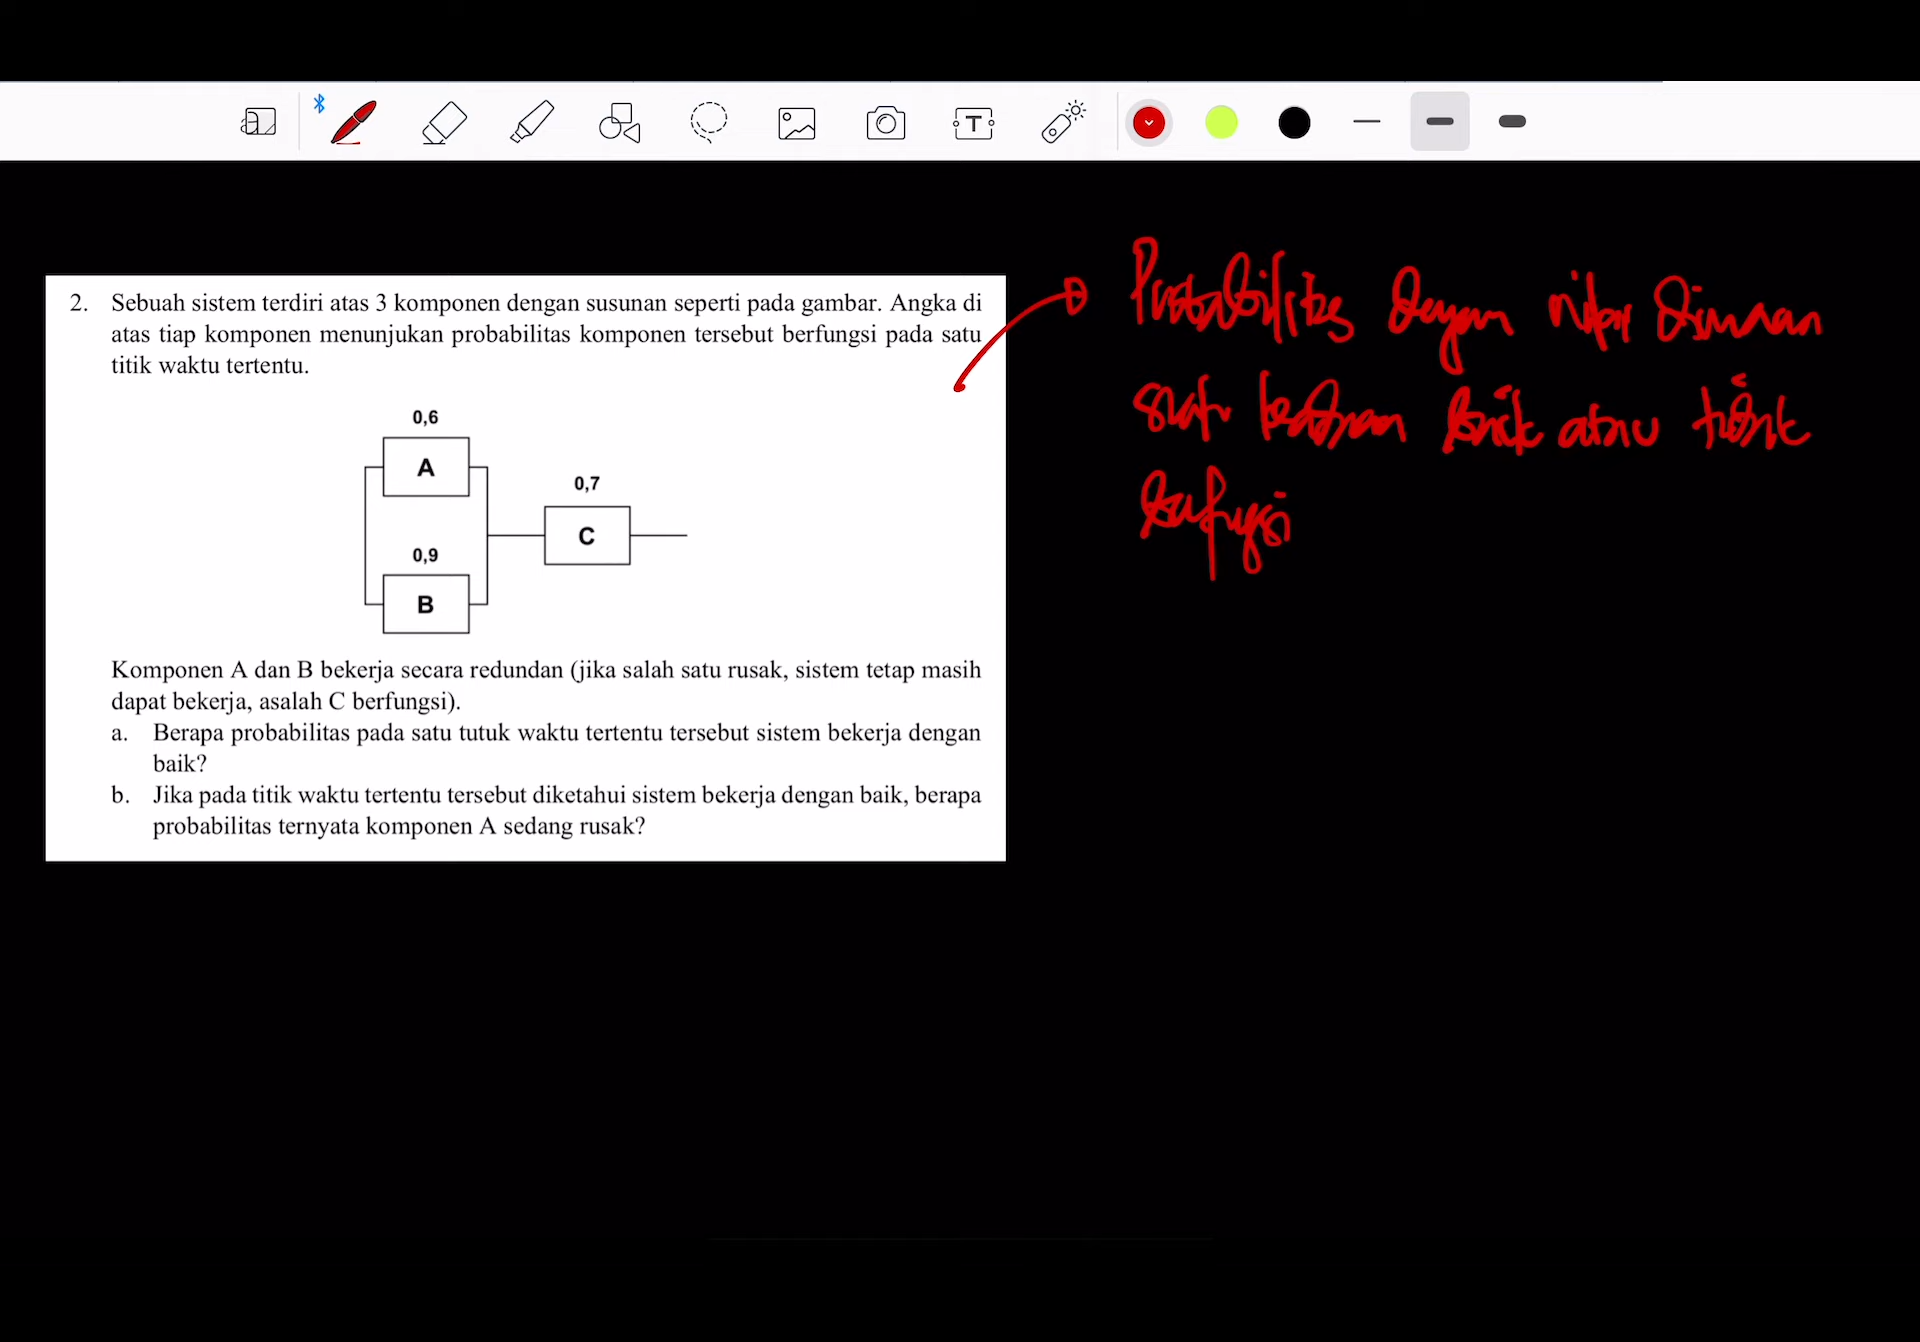 2. Sebuah sistem terdiri atas 3 komponen dengan susunan seperti pada gambar. Angka di
atas tiap komponen menunjukan probabilitas komponen tersebut berfungsi pada satu
titik waktu tertentu.
0,6
A
0,7
C
0,9
B
Komponen A dan B bekerja secara redundan (jika salah satu rusak, sistem tetap masih
dapat bekerja, asalah C berfungsi).
a. Berapa probabilitas pada satu tutuk waktu tertentu tersebut sistem bekerja dengan
baik?
b. Jika pada titik waktu tertentu tersebut diketahui sistem bekerja dengan baik, berapa
probabilitas ternyata komponen A sedang rusak?
Probabilitas dengan nilai dimana
suatu keadaan baik atau tidak
berfungsi